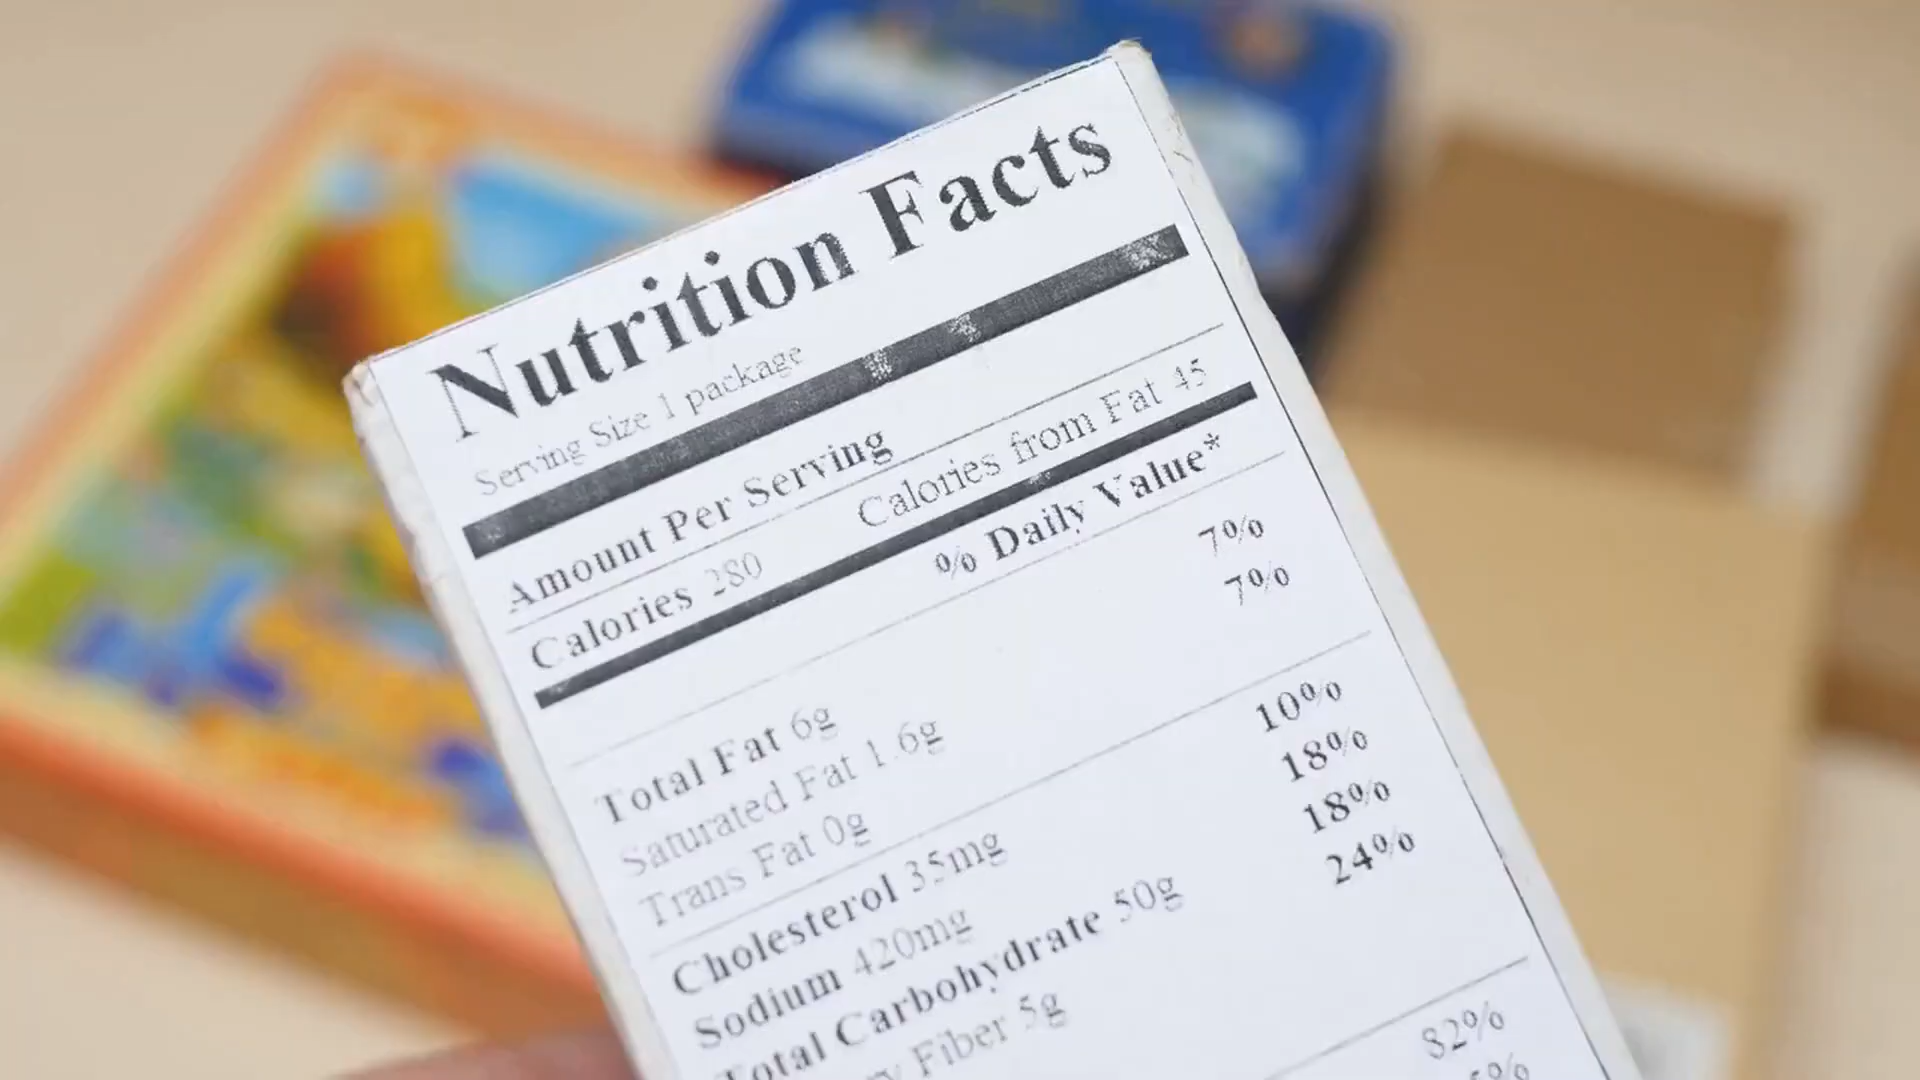 Nutrition Facts
Serving Size 1 package
Amount Per Serving
Calories 280 Calories from Fat 45
% Daily Value*
Total Fat 6g 7%
Saturated Fat 1.6g 7%
Trans Fat 0g
Cholesterol 35mg 10%
Sodium 420mg 18%
Total Carbohydrate 50g 18%
Fiber 5g 24%
82%